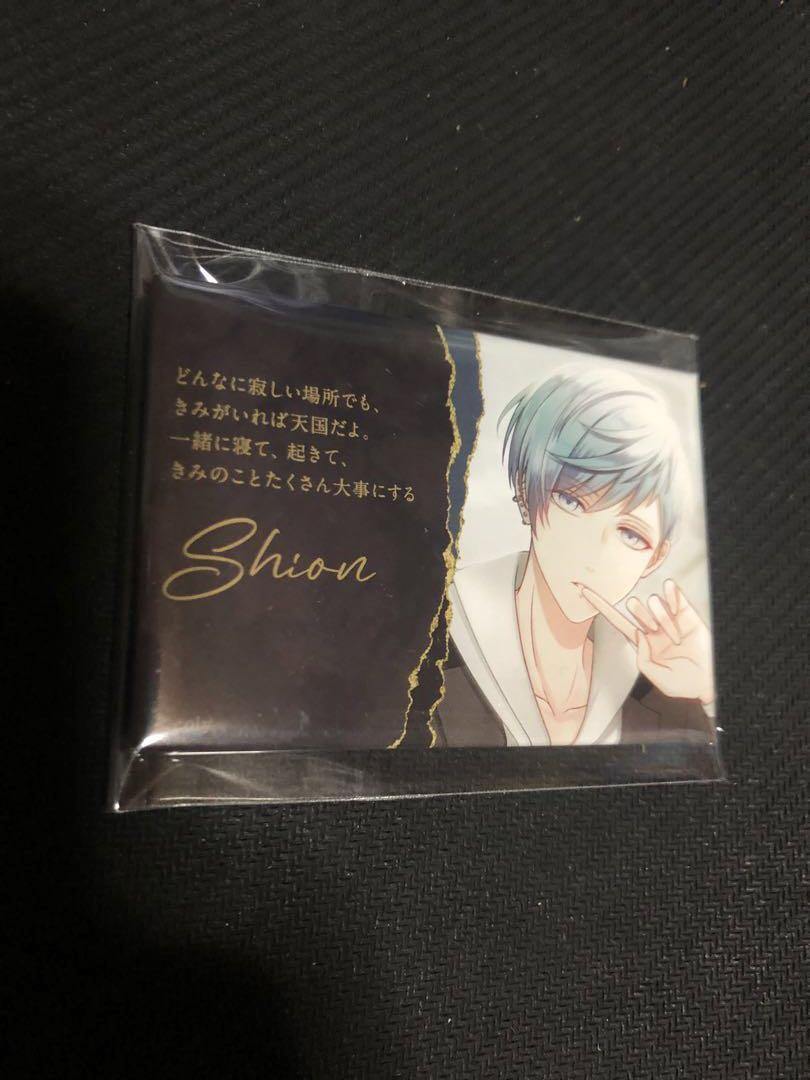 どんなに寂しい場所でも、
きみがいれば天国だよ。
一緒に寝て、起きて、
きみのことたくさん大事にする
Shion